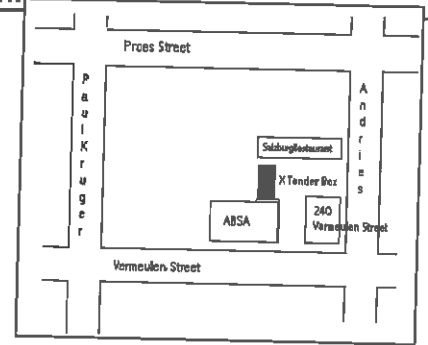 Proes Street
Paul Kruger
Andries
Salzburg Restaurant
X Tender Box
ABSA
240
Vermeulen Street
Vermeulen Street